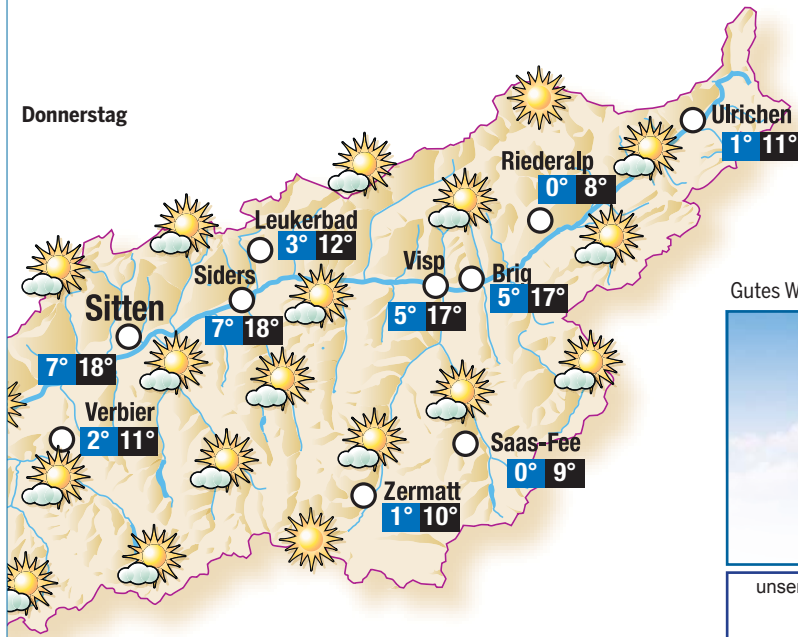 Donnerstag
Ulrichen
1° 11°
Riederalp
0° 8°
Leukerbad
3° 12°
Visp
5° 17°
Brig
5° 17°
Siders
7° 18°
Sitten
7° 18°
Gutes W
Verbier
2° 11°
Saas-Fee
0° 9°
Zermatt
1° 10°
unser